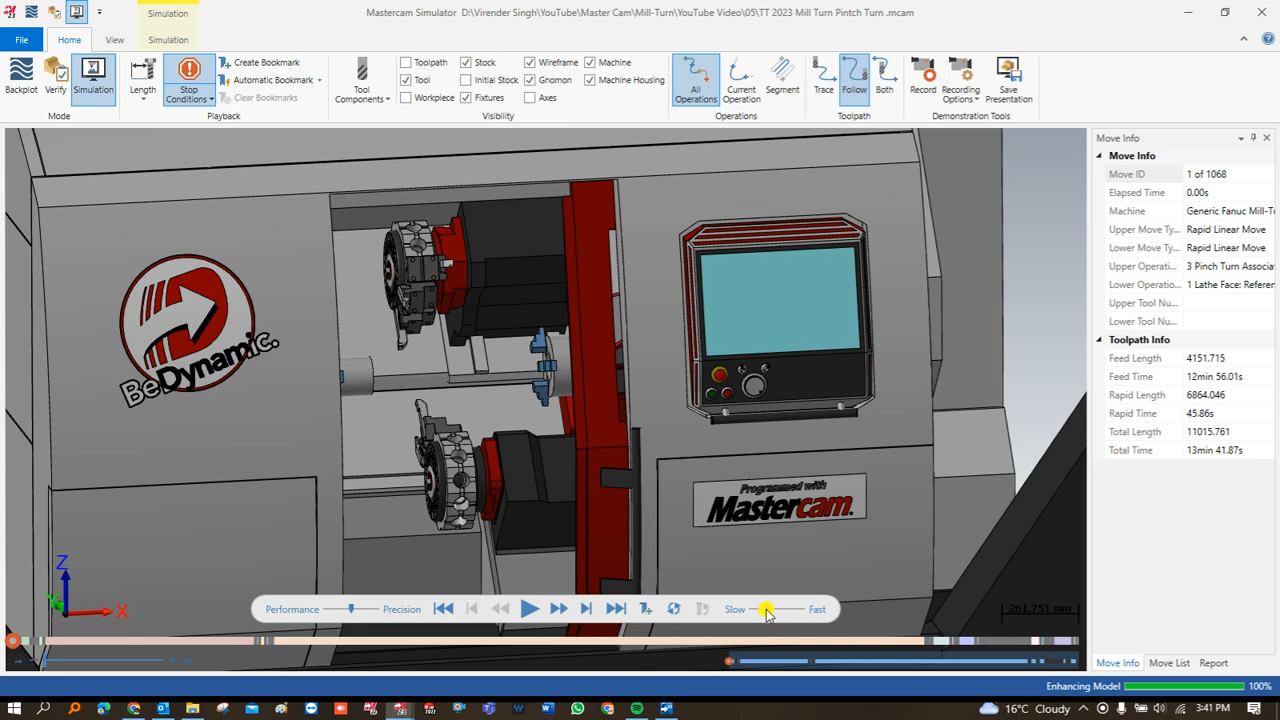 Simulation
Mastercam Simulator D:\Virender Singh\YouTube\Master Cam\Mill-Turn\YouTube Video\05\TT 2023 Mill Turn Pintch Turn .mcam
File
Home
View
Simulation
Backplot
Verify
Simulation
Mode
Length
Stop Conditions
Create Bookmark
Automatic Bookmark
Clear Bookmarks
Playback
Tool Components
Toolpath
Tool
Workpiece
Stock
Initial Stock
Fixtures
Wireframe
Gnomon
Axes
Machine
Machine Housing
Visibility
All Operations
Current Operation
Segment
Operations
Trace
Follow
Both
Toolpath
Record
Recording Options
Save Presentation
Demonstration Tools
BeDynamic.
Programmed with
Mastercam.
Z
Y
X
261.751 mm
Performance
Precision
Slow
Fast
Move Info
Move Info
Move ID 1 of 1068
Elapsed Time 0.00s
Machine Generic Fanuc Mill-T
Upper Move Ty... Rapid Linear Move
Lower Move Ty... Rapid Linear Move
Upper Operati... 3 Pinch Turn Associa
Lower Operatio... 1 Lathe Face: Referen
Upper Tool Nu...
Lower Tool Nu...
Toolpath Info
Feed Length 4151.715
Feed Time 12min 56.01s
Rapid Length 6864.046
Rapid Time 45.86s
Total Length 11015.761
Total Time 13min 41.87s
Move Info
Move List
Report
Enhancing Model
100%
16°C Cloudy
3:41 PM